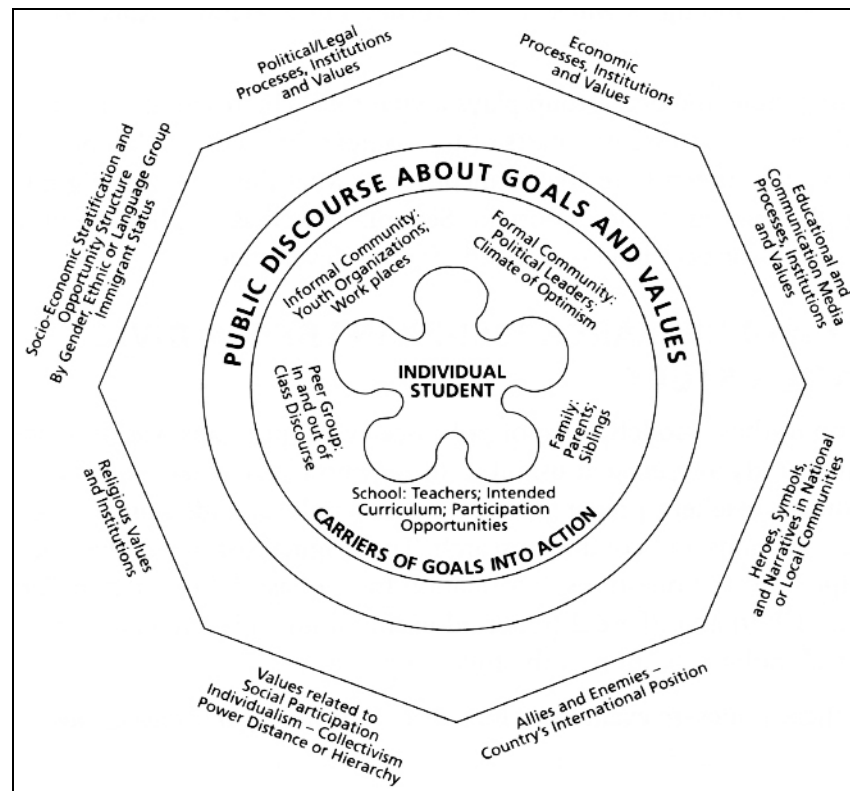 Political/Legal
Processes, Institutions
and Values
Economic
Processes, Institutions
and Values
Socio-Economic Stratification and
Opportunity Structure
By Gender, Ethnic or Language Group
Immigrant Status
Educational and
Communication Media
Processes, Institutions
and Values
PUBLIC DISCOURSE ABOUT GOALS AND VALUES
Informal Community:
Youth Organizations;
Work places
Formal Community:
Political Leaders;
Climate of Optimism
INDIVIDUAL
STUDENT
Peer Group:
In and out of
Class Discourse
Family:
Parents;
Siblings
School: Teachers; Intended
Curriculum; Participation
Opportunities
CARRIERS OF GOALS INTO ACTION
Religious Values
and Institutions
Heroes, Symbols,
and Narratives in National
or Local Communities
Values related to
Social Participation
Individualism – Collectivism
Power Distance or Hierarchy
Allies and Enemies –
Country's International Position